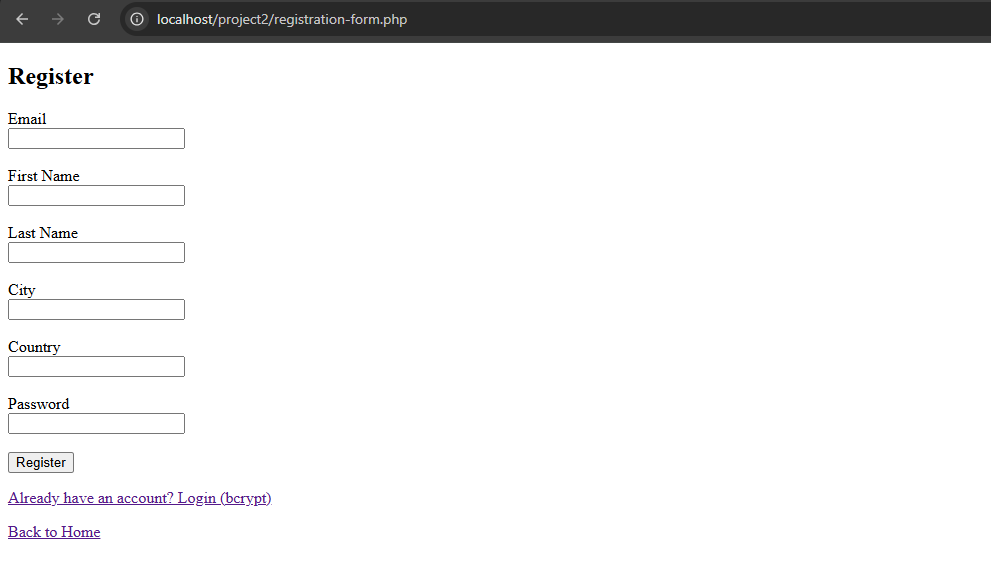 localhost/project2/registration-form.php
Register
Email
First Name
Last Name
City
Country
Password
Register
Already have an account? Login (bcrypt)
Back to Home